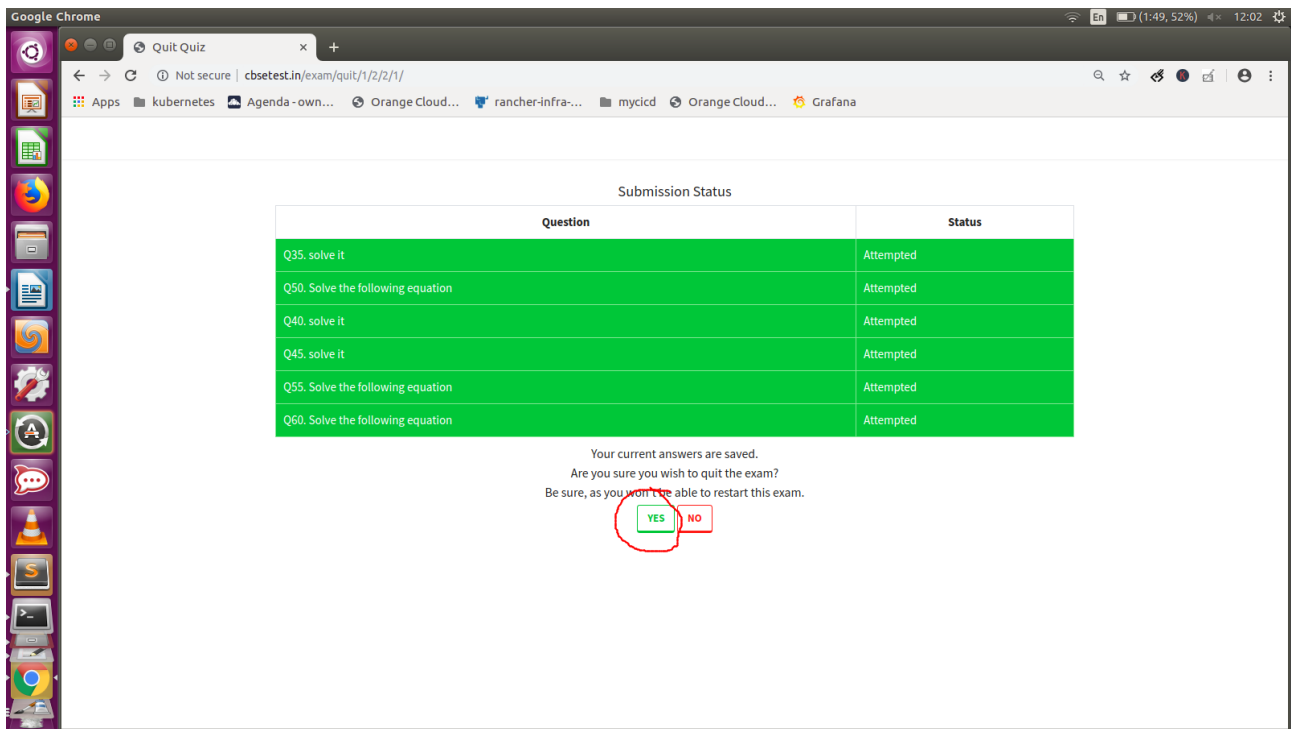 Google Chrome En (1:49, 52%) 12:02
Quit Quiz
Not secure | cbsetest.in/exam/quit/1/2/2/1/
Apps kubernetes Agenda - own... Orange Cloud... rancher-infra-... mycicd Orange Cloud... Grafana
Submission Status
Question Status
Q35. solve it Attempted
Q50. Solve the following equation Attempted
Q40. solve it Attempted
Q45. solve it Attempted
Q55. Solve the following equation Attempted
Q60. Solve the following equation Attempted
Your current answers are saved.
Are you sure you wish to quit the exam?
Be sure, as you won't be able to restart this exam.
YES NO